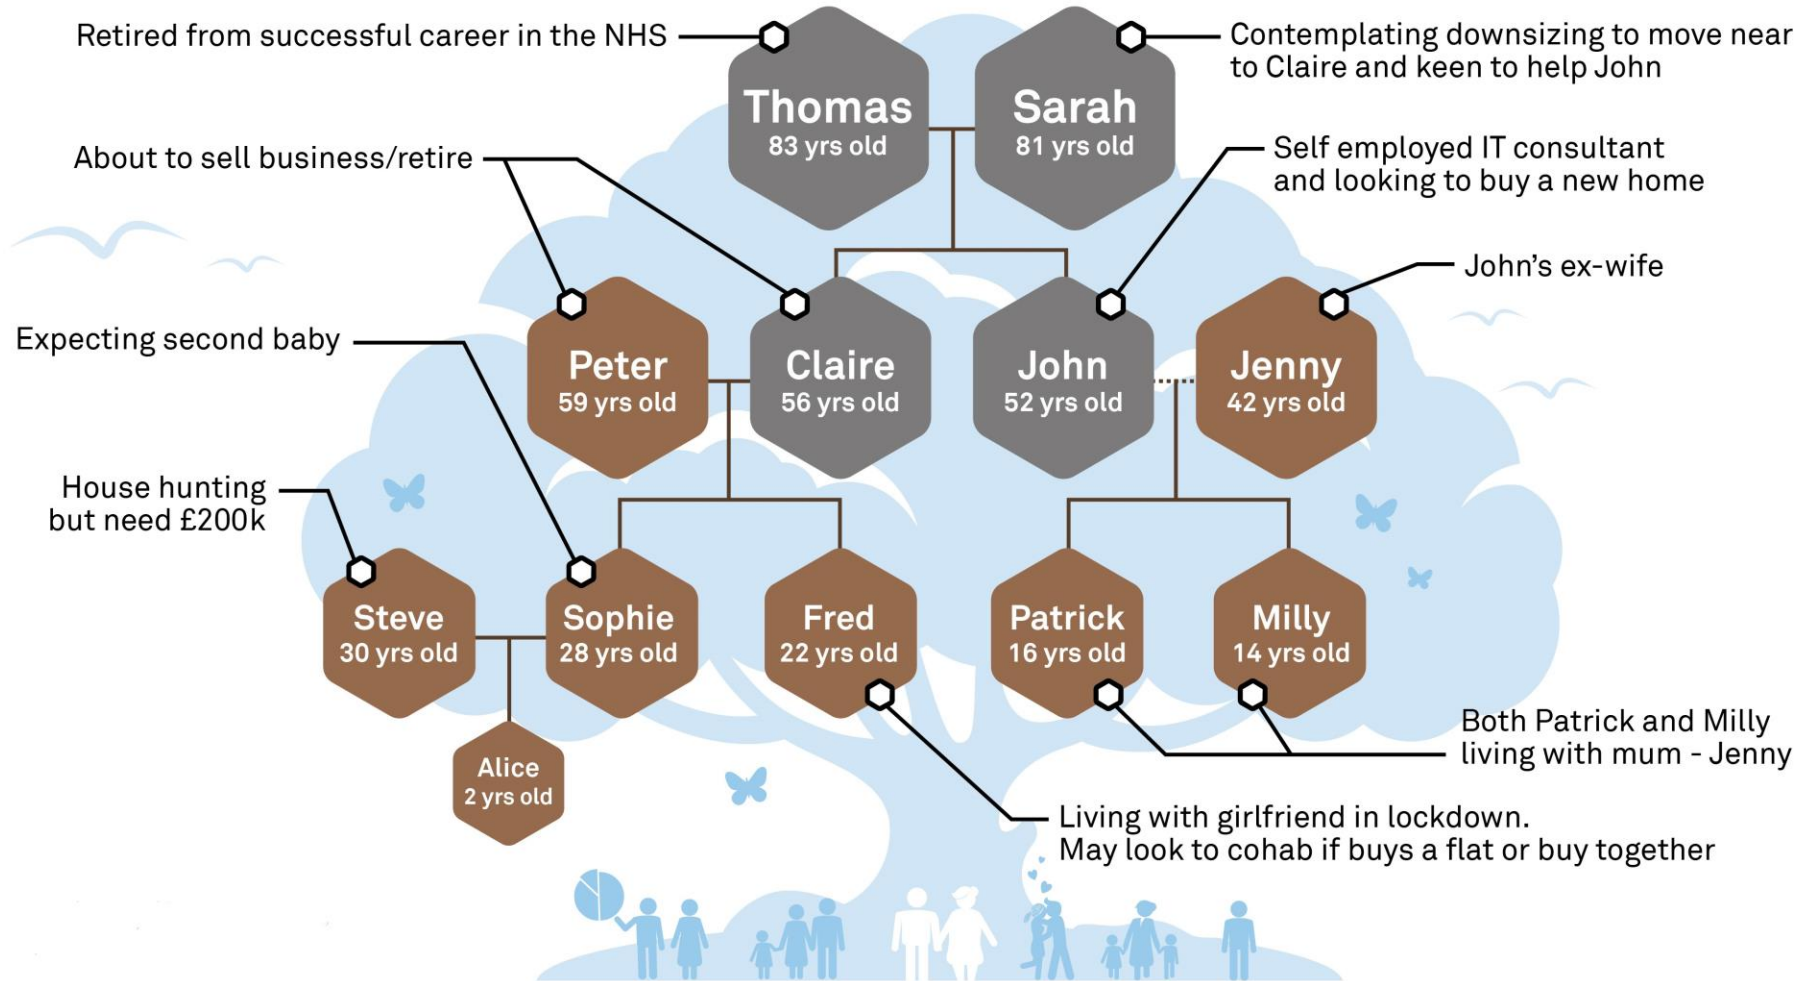 Retired from successful career in the NHS
Contemplating downsizing to move near
to Claire and keen to help John
Thomas
83 yrs old
Sarah
81 yrs old
About to sell business/retire
Self employed IT consultant
and looking to buy a new home
John’s ex-wife
Expecting second baby
Peter
59 yrs old
Claire
56 yrs old
John
52 yrs old
Jenny
42 yrs old
House hunting
but need £200k
Steve
30 yrs old
Sophie
28 yrs old
Fred
22 yrs old
Patrick
16 yrs old
Milly
14 yrs old
Both Patrick and Milly
living with mum - Jenny
Alice
2 yrs old
Living with girlfriend in lockdown.
May look to cohab if buys a flat or buy together